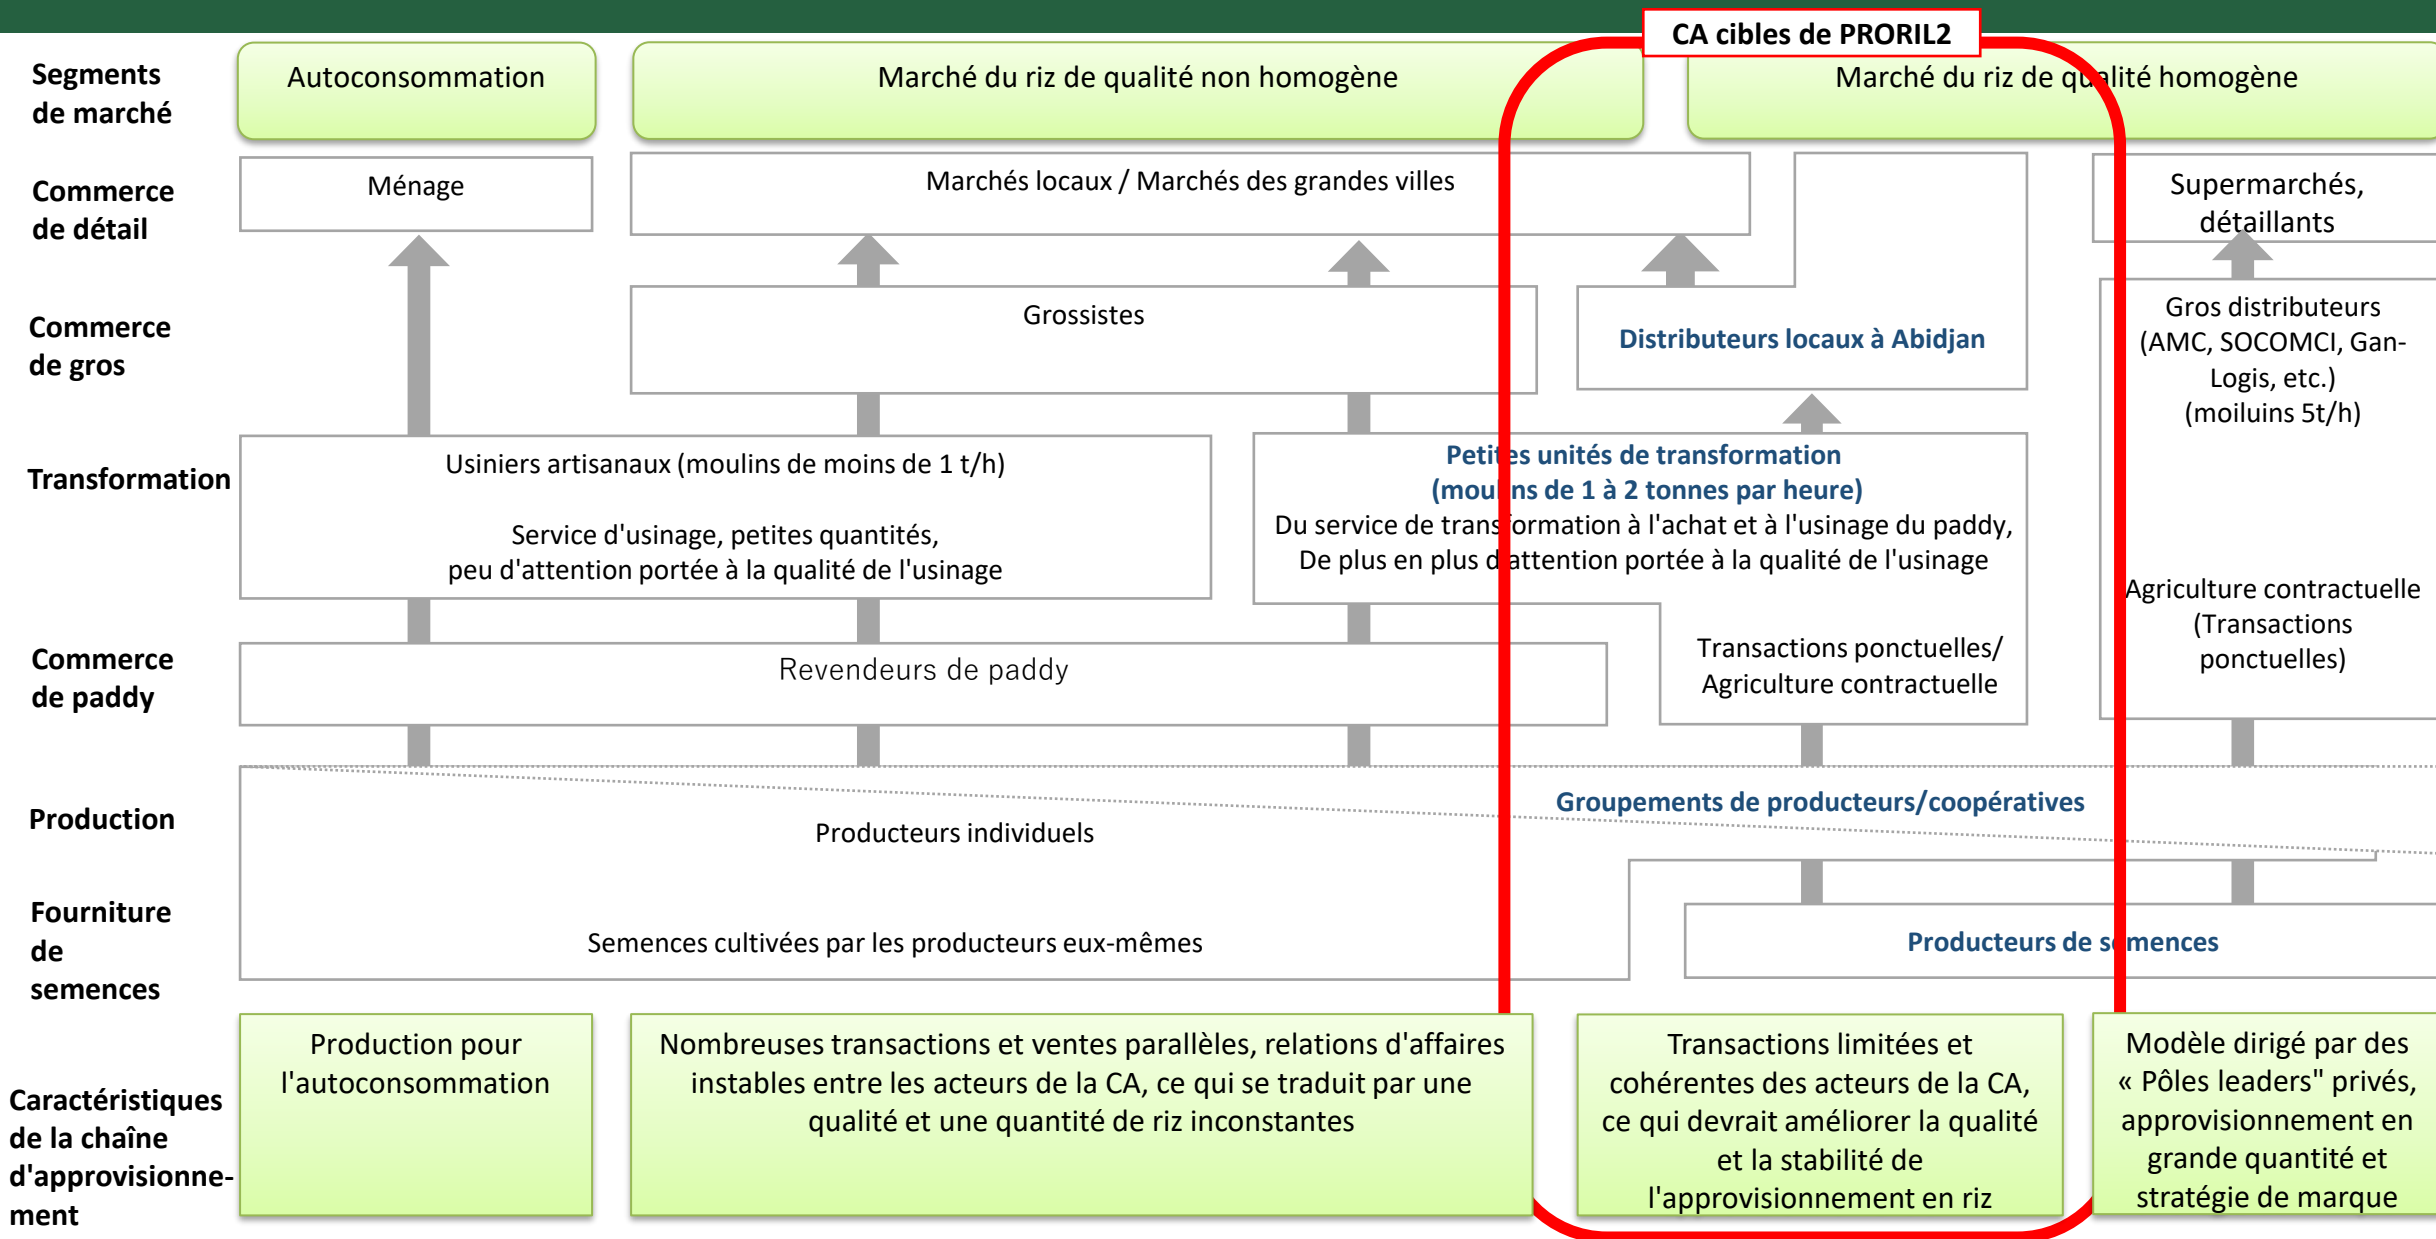 CA cibles de PRORIL2
Segments
de marché
Autoconsommation
Marché du riz de qualité non homogène
Marché du riz de qualité homogène
Commerce
de détail
Ménage
Marchés locaux / Marchés des grandes villes
Supermarchés,
détaillants
Commerce
de gros
Grossistes
Distributeurs locaux à Abidjan
Gros distributeurs
(AMC, SOCOMCI, Gan-
Logis, etc.)
(moiluins 5t/h)
Agriculture contractuelle
(Transactions
ponctuelles)
Transformation
Usiniers artisanaux (moulins de moins de 1 t/h)
Service d'usinage, petites quantités,
peu d'attention portée à la qualité de l'usinage
Petites unités de transformation
(moulins de 1 à 2 tonnes par heure)
Du service de transformation à l'achat et à l'usinage du paddy,
De plus en plus d'attention portée à la qualité de l'usinage
Transactions ponctuelles/
Agriculture contractuelle
Commerce
de paddy
Revendeurs de paddy
Production
Groupements de producteurs/coopératives
Producteurs individuels
Fourniture
de
semences
Semences cultivées par les producteurs eux-mêmes
Producteurs de semences
Caractéristiques
de la chaîne
d'approvisionne-
ment
Production pour
l'autoconsommation
Nombreuses transactions et ventes parallèles, relations d'affaires
instables entre les acteurs de la CA, ce qui se traduit par une
qualité et une quantité de riz inconstantes
Transactions limitées et
cohérentes des acteurs de la CA,
ce qui devrait améliorer la qualité
et la stabilité de
l'approvisionnement en riz
Modèle dirigé par des
« Pôles leaders" privés,
approvisionnement en
grande quantité et
stratégie de marque